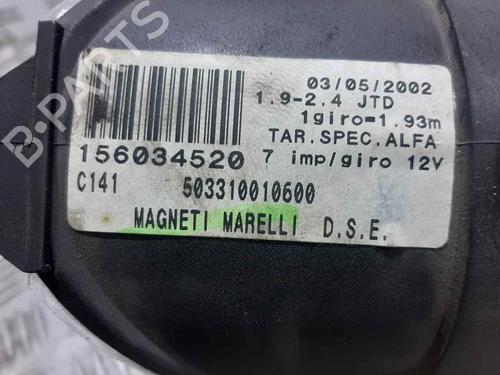 B-PARTS
03/05/2002
1.9-2.4 JTD
1giro=1.93m
TAR.SPEC.ALFA
156034520 7 imp/giro 12V
C141 503310010600
MAGNETI MARELLI D.S.E.